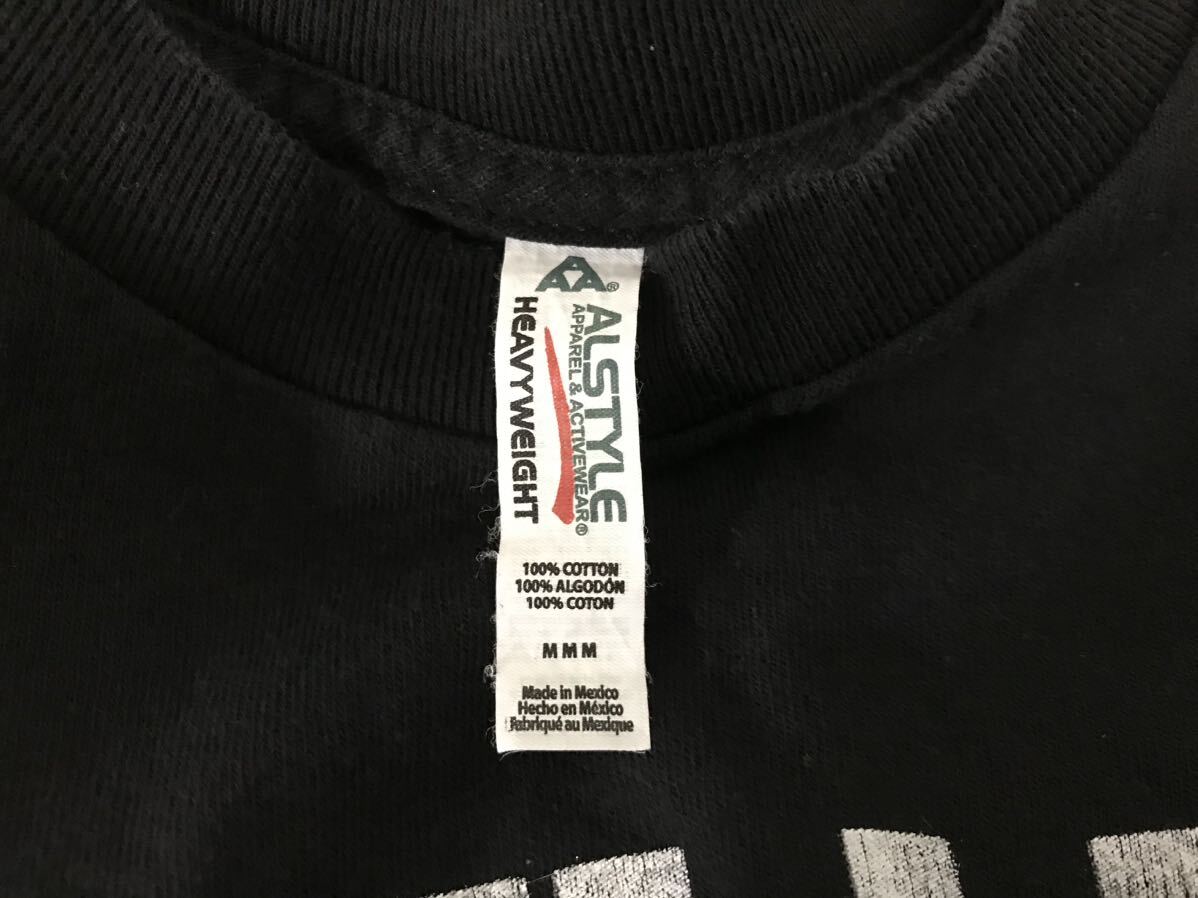 AAA®
ALSTYLE
APPAREL & ACTIVEWEAR®
HEAVYWEIGHT
100% COTTON
100% ALGODÓN
100% COTON
M M M
Made in Mexico
Hecho en México
Fabriqué au Mexique